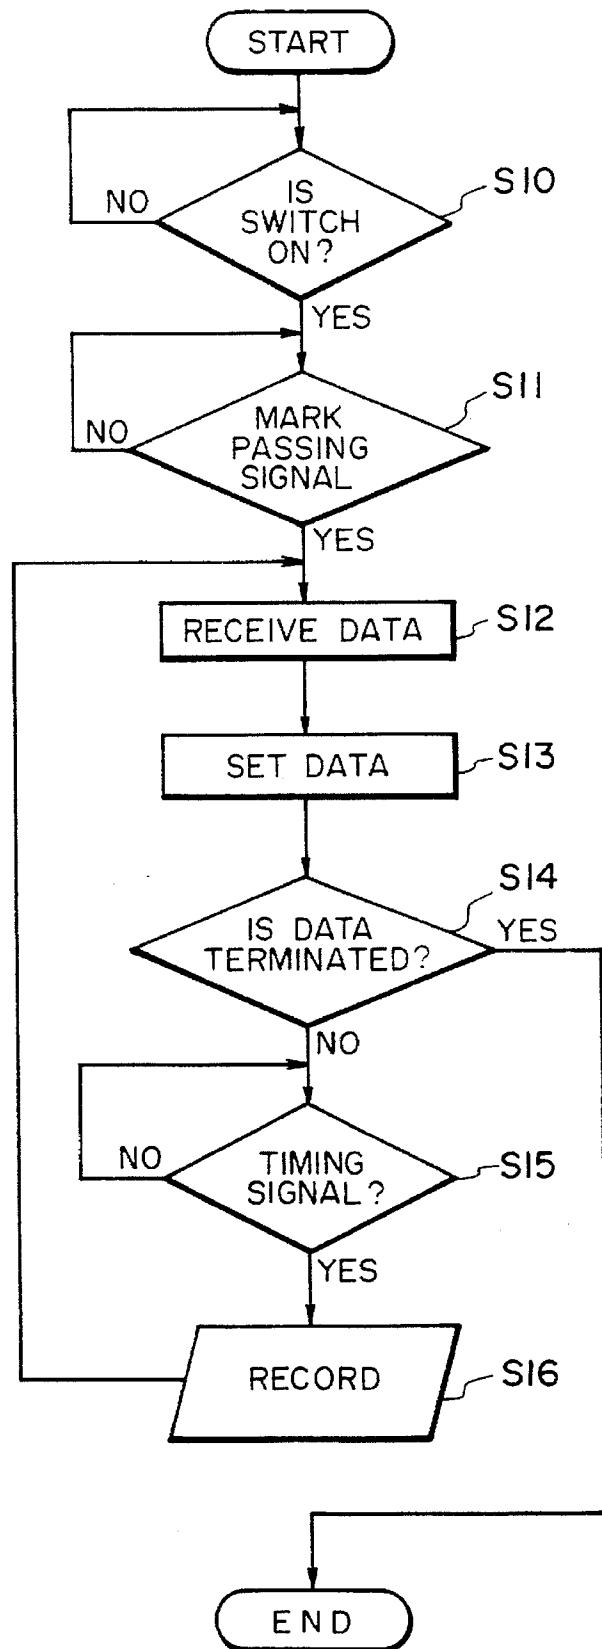 START
IS
SWITCH
ON?
S10
NO
YES
MARK
PASSING
SIGNAL
S11
NO
YES
RECEIVE DATA
S12
SET DATA
S13
IS DATA
TERMINATED?
S14
YES
NO
TIMING
SIGNAL?
S15
NO
YES
RECORD
S16
END